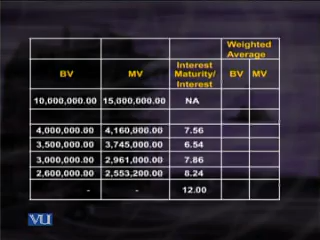 Weighted Average
BV MV Interest Maturity/ Interest BV MV
10,000,000.00 15,000,000.00 NA
4,000,000.00 4,160,000.00 7.56
3,500,000.00 3,745,000.00 6.54
3,000,000.00 2,961,000.00 7.86
2,600,000.00 2,553,200.00 8.24
- - 12.00
VU